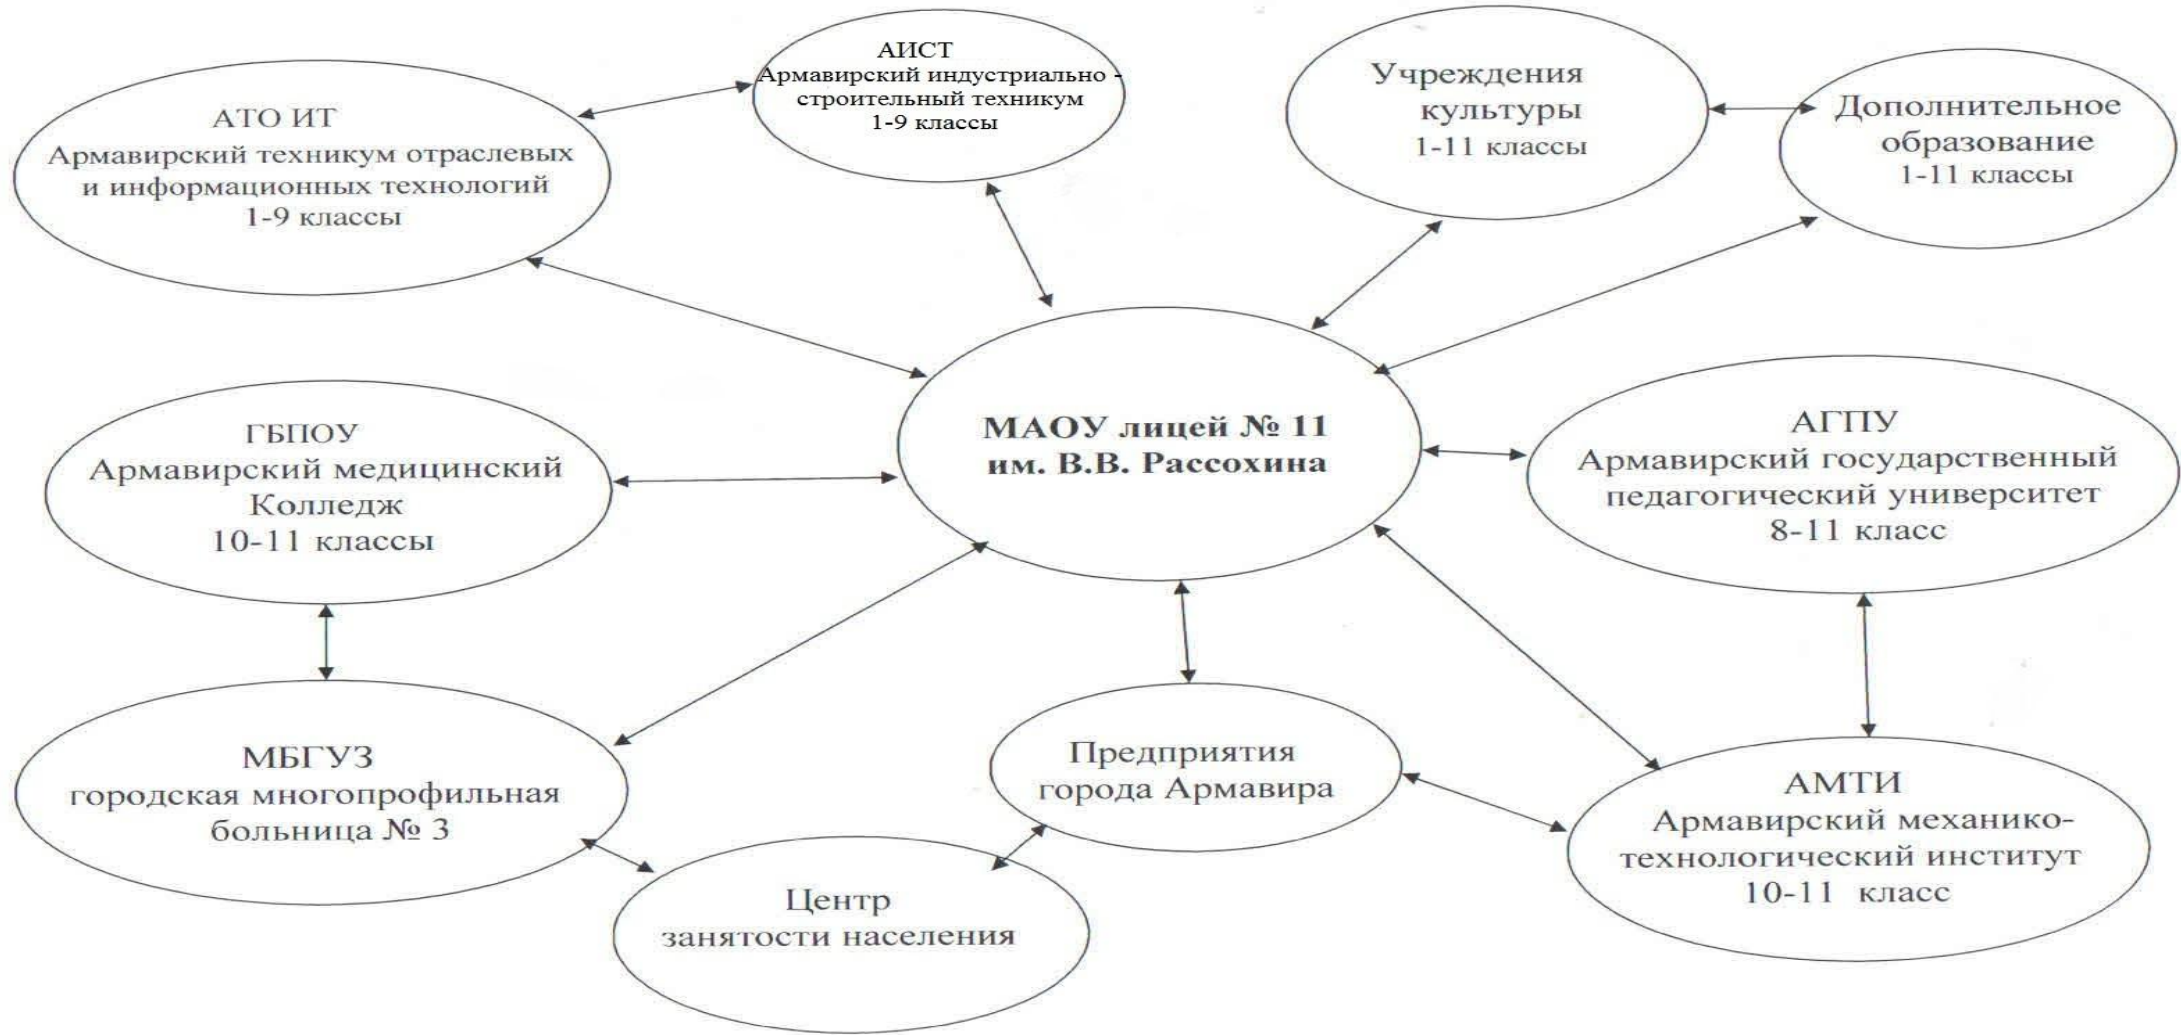 АИСТ
Армавирский индустриально -
строительный техникум
1-9 классы
Учреждения
культуры
1-11 классы
Дополнительное
образование
1-11 классы
АТО ИТ
Армавирский техникум отраслевых
и информационных технологий
1-9 классы
МАОУ лицей № 11
им. В.В. Рассохина
ГБПОУ
Армавирский медицинский
Колледж
10-11 классы
АГПУ
Армавирский государственный
педагогический университет
8-11 класс
МБГУЗ
городская многопрофильная
больница № 3
Предприятия
города Армавира
АМТИ
Армавирский механико-
технологический институт
10-11 класс
Центр
занятости населения